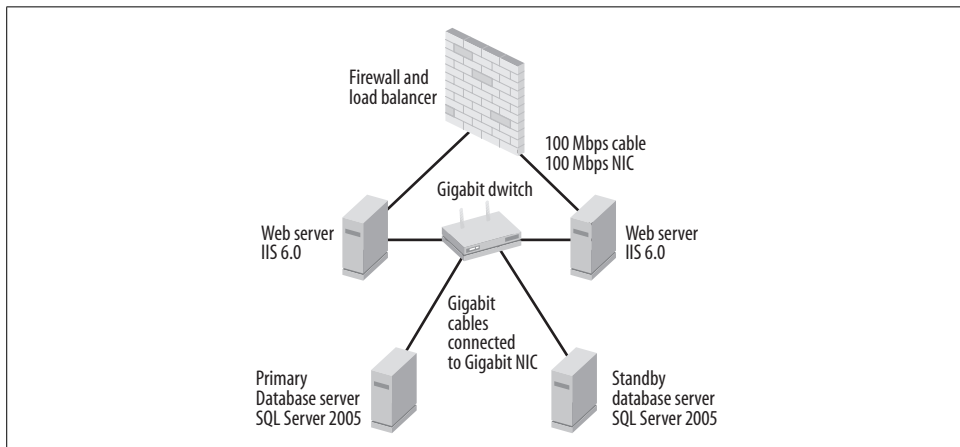 Firewall and
load balancer
100 Mbps cable
100 Mbps NIC
Gigabit dwitch
Web server
IIS 6.0
Web server
IIS 6.0
Gigabit
cables
connected
to Gigabit NIC
Primary
Database server
SQL Server 2005
Standby
database server
SQL Server 2005